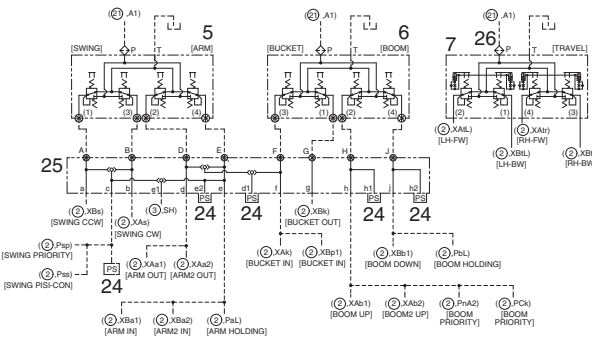 (21 ,A1)
(21 ,A1)
(21 ,A1)
5
6
7
26
[SWING]
P
T
[ARM]
[BUCKET]
P
T
[BOOM]
P
T
[TRAVEL]
(1)
(3)
(2)
(4)
(3)
(1)
(2)
(4)
(2)
(1)
(4)
(3)
(2 ,XAtL)
[LH-FW]
(2 ,XAtr)
[RH-FW]
(2 ,XBtL)
[LH-BW]
(2 ,XBt
[RH-BW
25
A
B
D
E
F
G
H
J
a
c
b
e1
d
e2
e
d1
f
g
h
h1
j
h2
PS
PS
PS
PS
24
24
24
24
(2 ,XBs)
[SWING CCW]
(2 ,XAs)
[SWING CW]
(3 ,SH)
(2 ,XBk)
[BUCKET OUT]
(2 ,Psp)
[SWING PRIORITY]
(2 ,Pss)
[SWING PISI-CON]
PS
24
(2 ,XAa1)
[ARM OUT]
(2 ,XAa2)
[ARM2 OUT]
(2 ,XAk)
[BUCKET IN]
(2 ,XBp1)
[BUCKET IN]
(2 ,XBb1)
[BOOM DOWN]
(2 ,PbL)
[BOOM HOLDING]
(2 ,XBa1)
[ARM IN]
(2 ,XBa2)
[ARM2 IN]
(2 ,PaL)
[ARM HOLDING]
(2 ,XAb1)
[BOOM UP]
(2 ,XAb2)
[BOOM2 UP]
(2 ,PnA2)
[BOOM
PRIORITY]
(2 ,PCk)
[BOOM
PRIORITY]